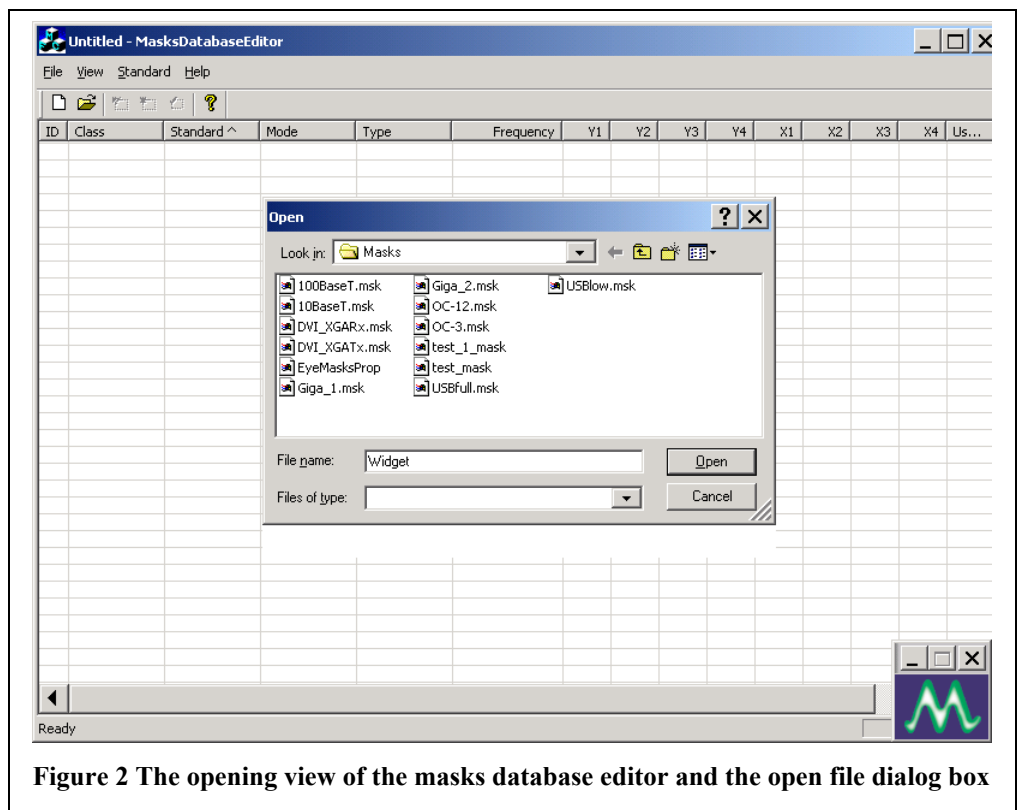 Untitled - MasksDatabaseEditor
File View Standard Help
ID Class Standard ^ Mode Type Frequency Y1 Y2 Y3 Y4 X1 X2 X3 X4 Us...
Open
Look in: Masks
100BaseT.msk Giga_2.msk USBlow.msk
10BaseT.msk OC-12.msk
DVI_XGARx.msk OC-3.msk
DVI_XGATx.msk test_1_mask
EyeMasksProp test_mask
Giga_1.msk USBfull.msk
File name: Widget Open
Files of type: Cancel
Ready
Figure 2 The opening view of the masks database editor and the open file dialog box